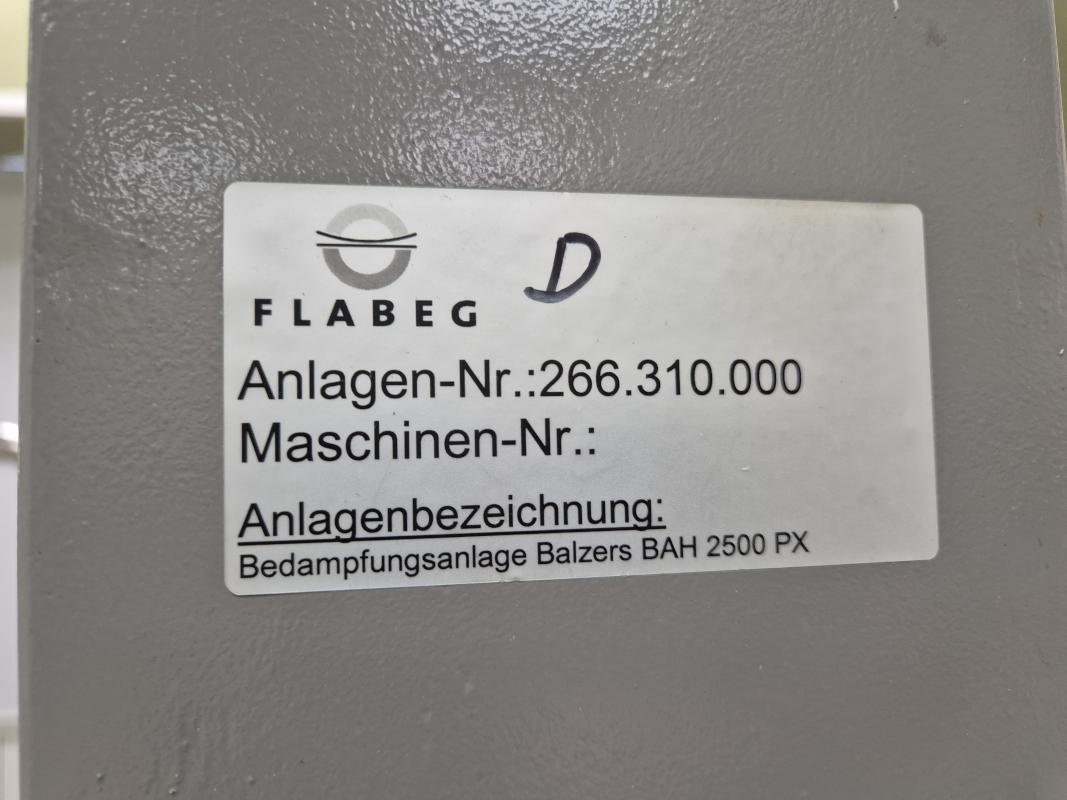 D
FLABEG
Anlagen-Nr.:266.310.000
Maschinen-Nr.:
Anlagenbezeichnung:
Bedampfungsanlage Balzers BAH 2500 PX